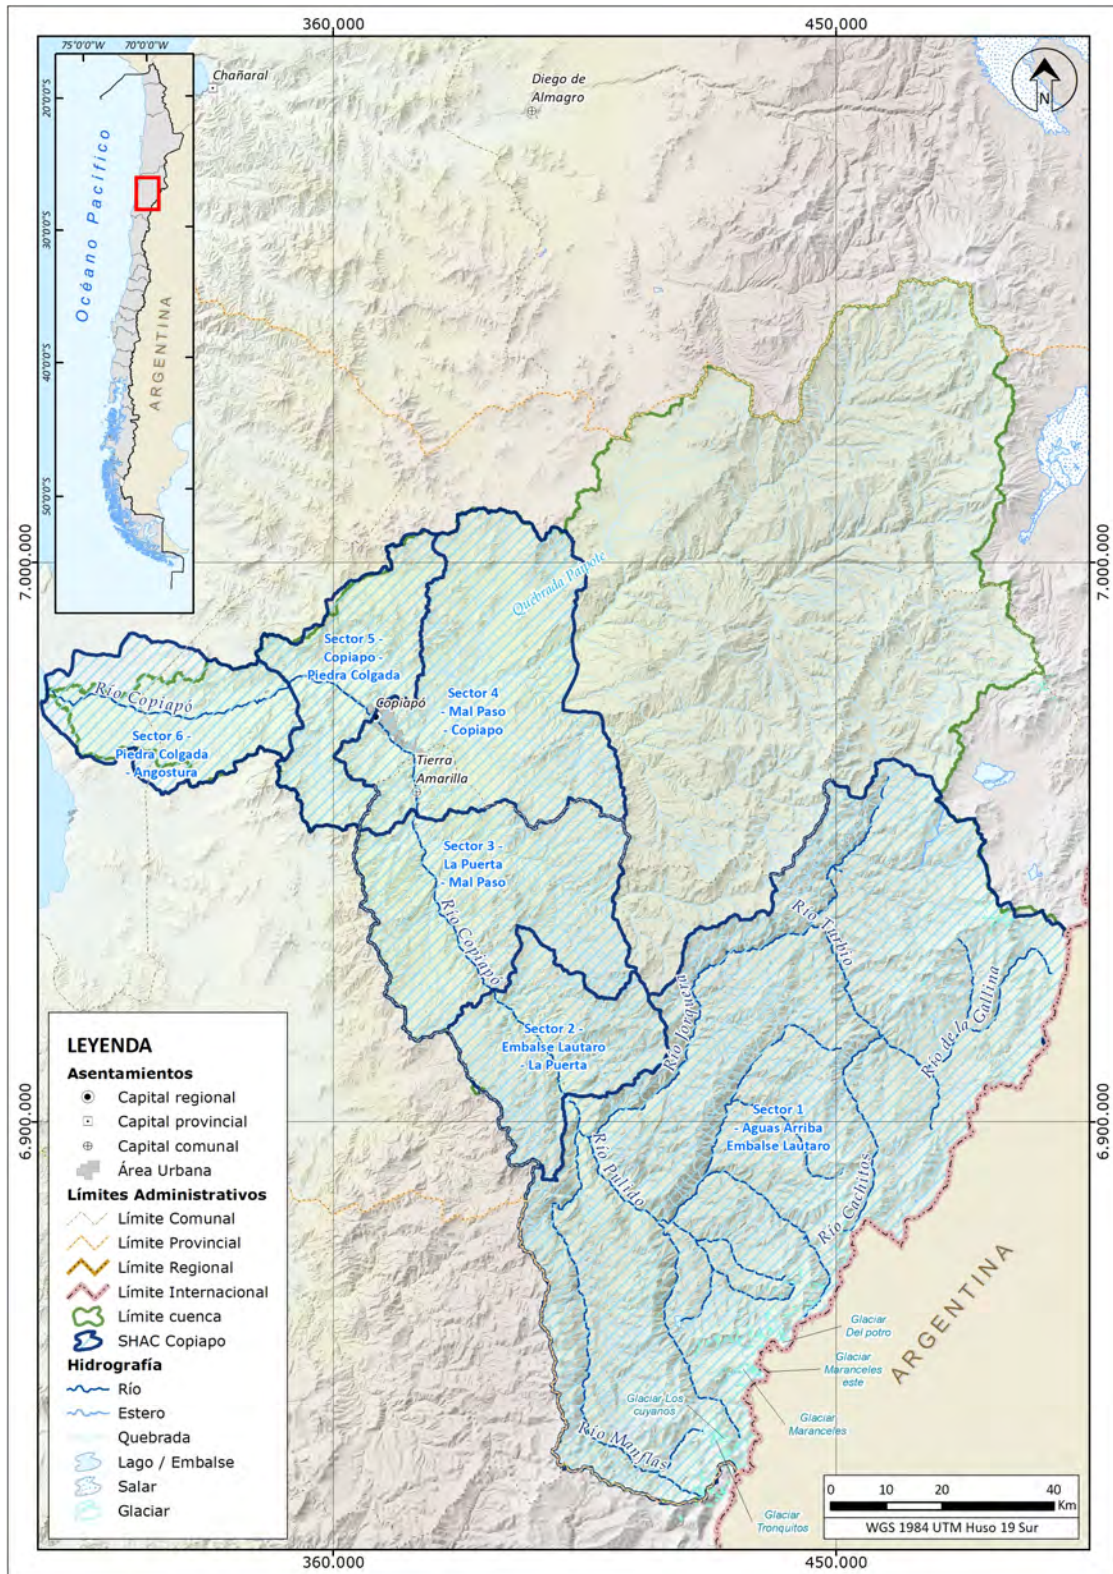 360.000
450.000
75°0'0"W
70°0'0"W
20°0'0"S
30°0'0"S
40°0'0"S
50°0'0"S
Océano Pacífico
ARGENTINA
Chañaral
Diego de
Almagro
N
7.000.000
7.000.000
Quebrada Paipote
Sector 5 -
Copiapo -
Piedra Colgada
Río Copiapó
Sector 6 -
Piedra Colgada
- Angostura
Copiapó
Sector 4
- Mal Paso
- Copiapo
Tierra
Amarilla
Sector 3 -
La Puerta
- Mal Paso
Río Copiapó
Río Turbio
Río Jorquera
Río de la Gallina
Sector 2 -
Embalse Lautaro
- La Puerta
Sector 1
- Aguas Arriba
Embalse Lautaro
Río Pulido
Río Cachitos
6.900.000
6.900.000
ARGENTINA
Glaciar
Del potro
Glaciar
Maranceles
este
Glaciar
Maranceles
Glaciar Los
cuyanos
Río Manflas
Glaciar
Tronquitos
LEYENDA
Asentamientos
Capital regional
Capital provincial
Capital comunal
Área Urbana
Límites Administrativos
Límite Comunal
Límite Provincial
Límite Regional
Límite Internacional
Límite cuenca
SHAC Copiapo
Hidrografía
Río
Estero
Quebrada
Lago / Embalse
Salar
Glaciar
0 10 20 40
Km
WGS 1984 UTM Huso 19 Sur
360.000
450.000